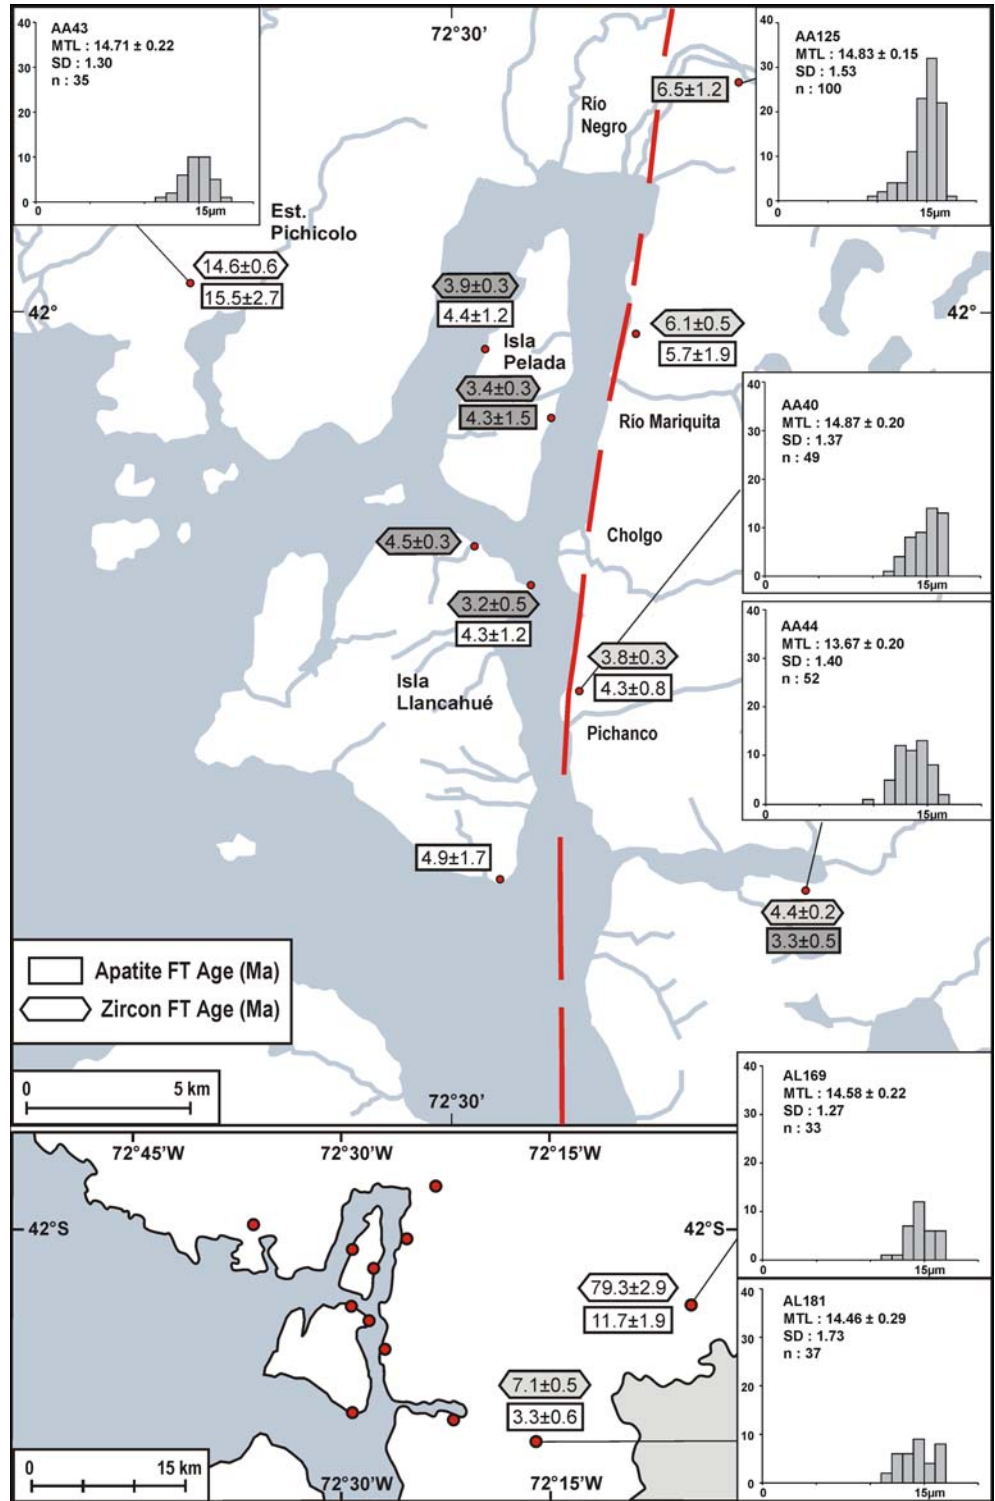 AA43
MTL : 14.71 ± 0.22
SD : 1.30
n : 35
40
30
20
10
0
0
15µm
72°30’
AA125
MTL : 14.83 ± 0.15
SD : 1.53
n : 100
40
30
20
10
0
0
15µm
6.5±1.2
Río
Negro
Est.
Pichicolo
14.6±0.6
15.5±2.7
42°
42°
3.9±0.3
4.4±1.2
Isla
Pelada
3.4±0.3
4.3±1.5
6.1±0.5
5.7±1.9
Río Mariquita
AA40
MTL : 14.87 ± 0.20
SD : 1.37
n : 49
40
30
20
10
0
0
15µm
Cholgo
4.5±0.3
3.2±0.5
4.3±1.2
3.8±0.3
4.3±0.8
Isla
Llancahué
Pichanco
AA44
MTL : 13.67 ± 0.20
SD : 1.40
n : 52
40
30
20
10
0
0
15µm
4.9±1.7
4.4±0.2
3.3±0.5
Apatite FT Age (Ma)
Zircon FT Age (Ma)
0
5 km
72°30’
AL169
MTL : 14.58 ± 0.22
SD : 1.27
n : 33
40
30
20
10
0
15µm
72°45’W
72°30’W
72°15’W
42°S
42°S
79.3±2.9
11.7±1.9
7.1±0.5
3.3±0.6
AL181
MTL : 14.46 ± 0.29
SD : 1.73
n : 37
40
30
20
10
0
15µm
0
15 km
72°30’W
72°15’W